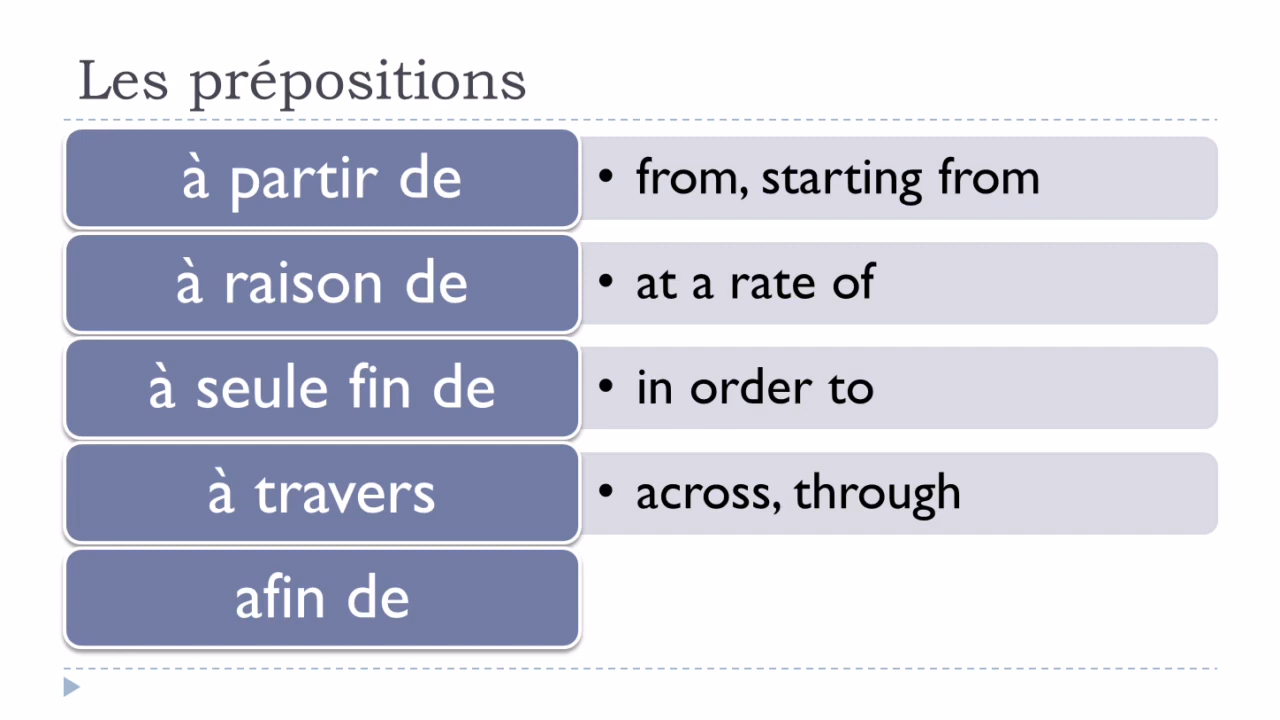 Les prépositions
à partir de
• from, starting from
à raison de
• at a rate of
à seule fin de
• in order to
à travers
• across, through
afin de